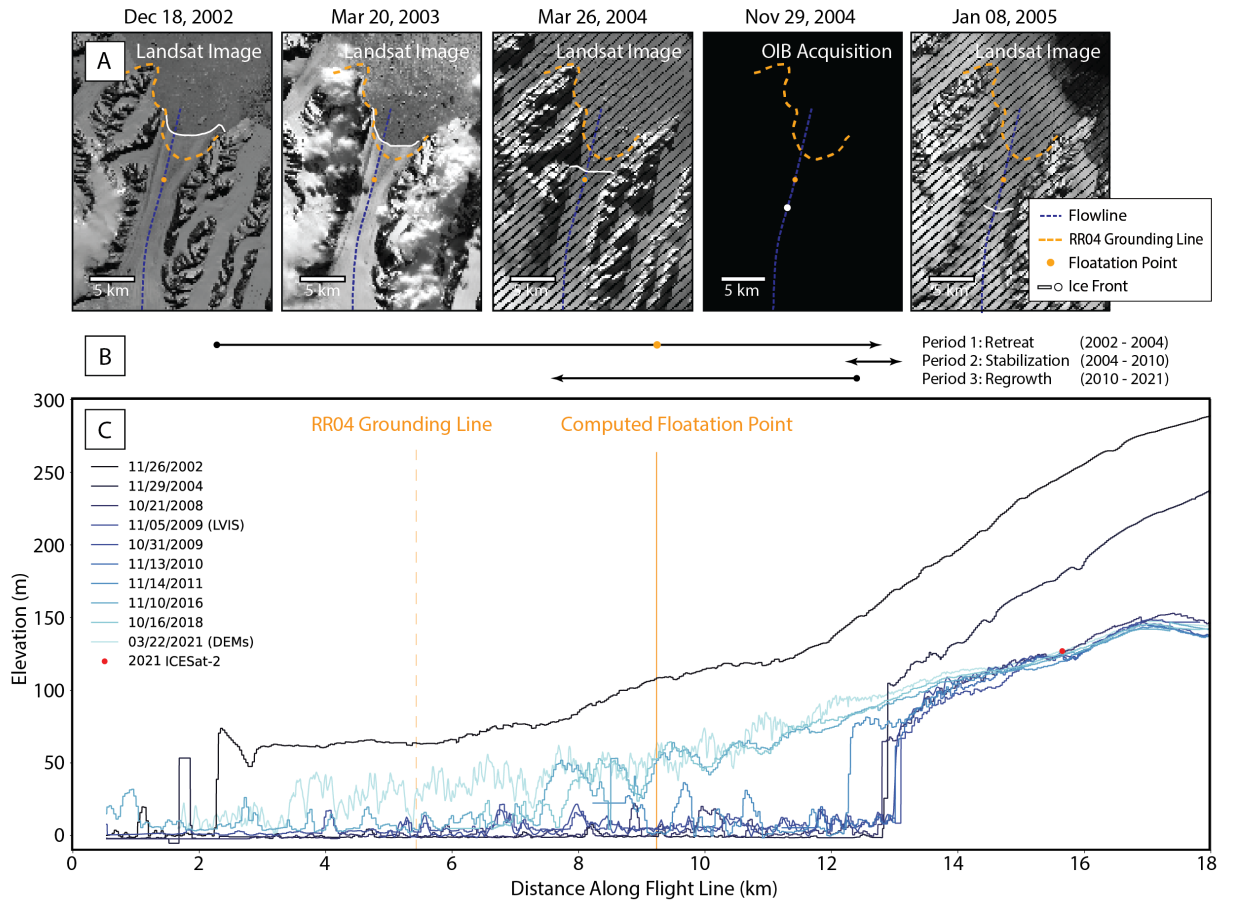 Dec 18, 2002
Mar 20, 2003
Mar 26, 2004
Nov 29, 2004
Jan 08, 2005
A
Landsat Image
Landsat Image
Landsat Image
OIB Acquisition
Landsat Image
5 km
5 km
5 km
5 km
Flowline
RR04 Grounding Line
Floatation Point
Ice Front
B
Period 1: Retreat (2002 - 2004)
Period 2: Stabilization (2004 - 2010)
Period 3: Regrowth (2010 - 2021)
C
RR04 Grounding Line
Computed Floatation Point
11/26/2002
11/29/2004
10/21/2008
11/05/2009 (LVIS)
10/31/2009
11/13/2010
11/14/2011
11/10/2016
10/16/2018
03/22/2021 (DEMs)
2021 ICESat-2
Elevation (m)
300
250
200
150
100
50
0
0 2 4 6 8 10 12 14 16 18
Distance Along Flight Line (km)